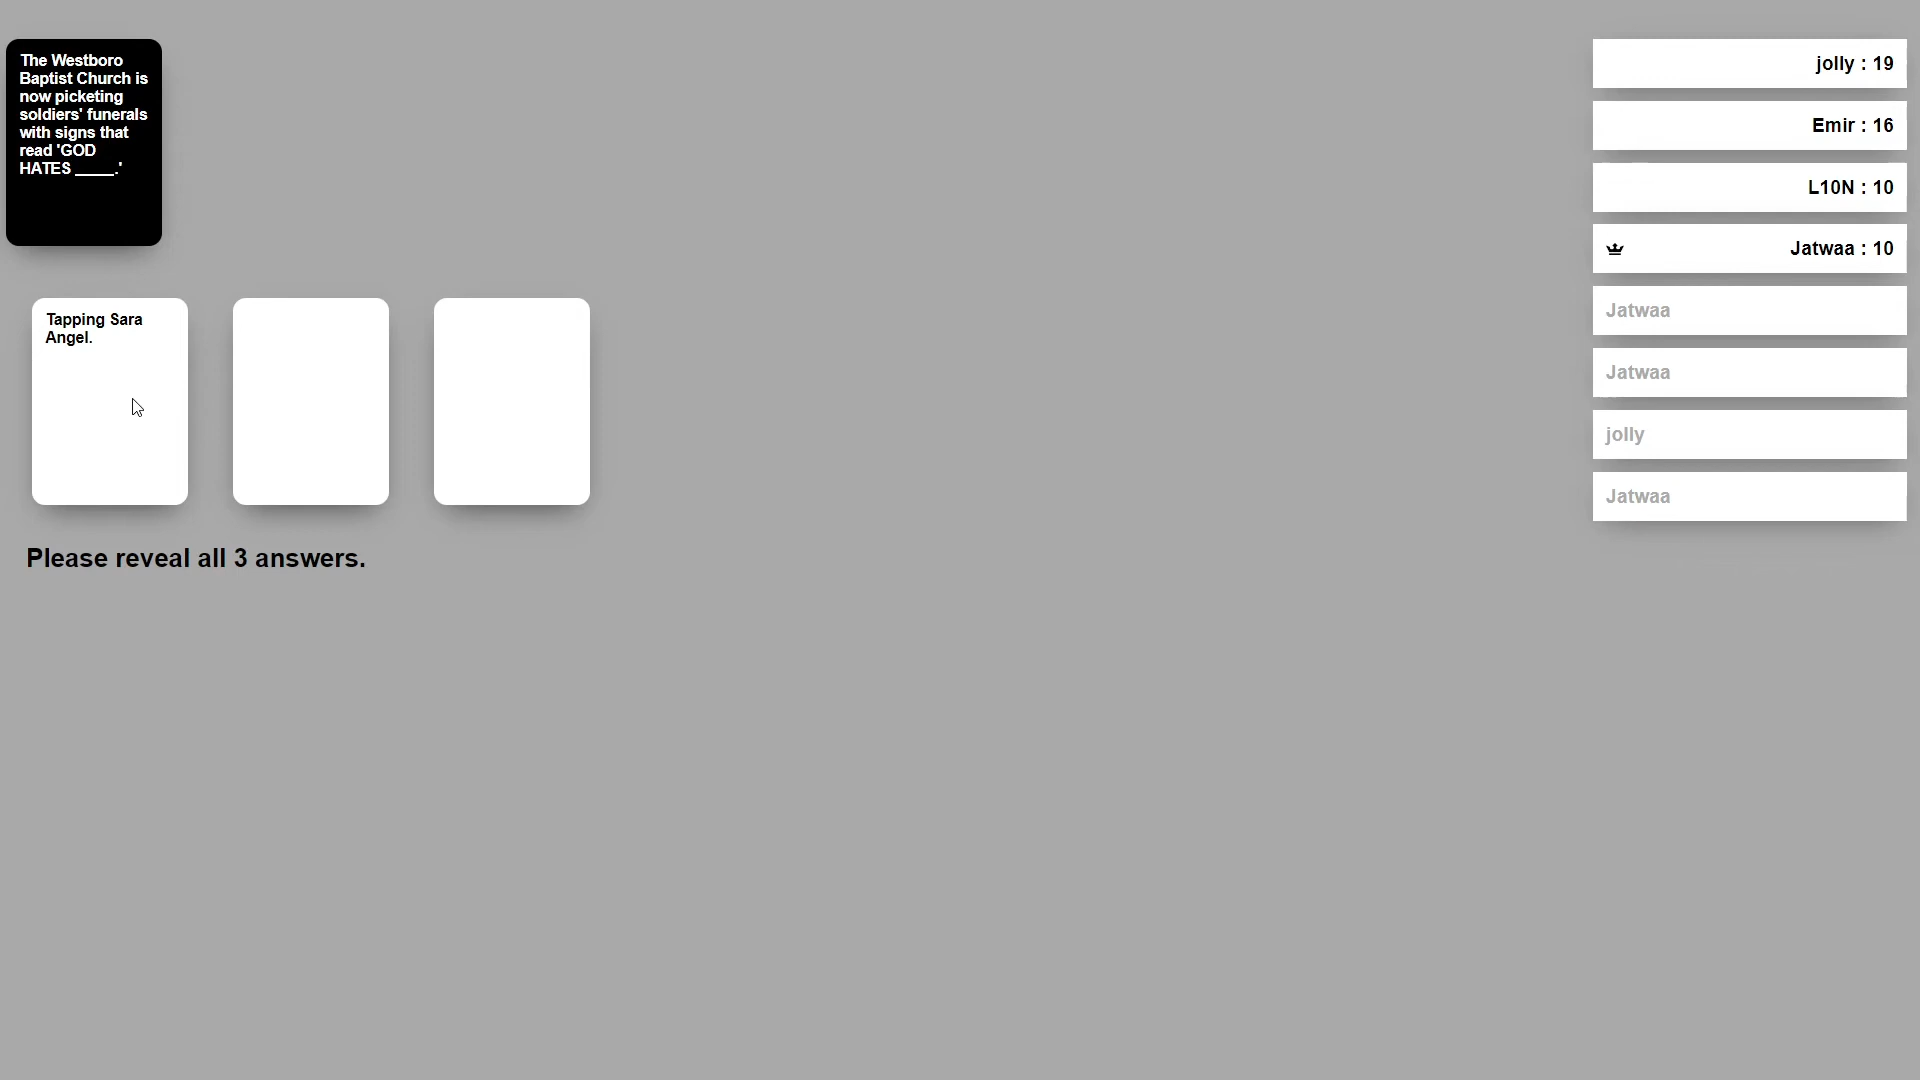 The Westboro
Baptist Church is
now picketing
soldiers' funerals
with signs that
read 'GOD
HATES _____.'
Tapping Sara
Angel.
Please reveal all 3 answers.
jolly : 19
Emir : 16
L10N : 10
Jatwaa : 10
Jatwaa
Jatwaa
jolly
Jatwaa